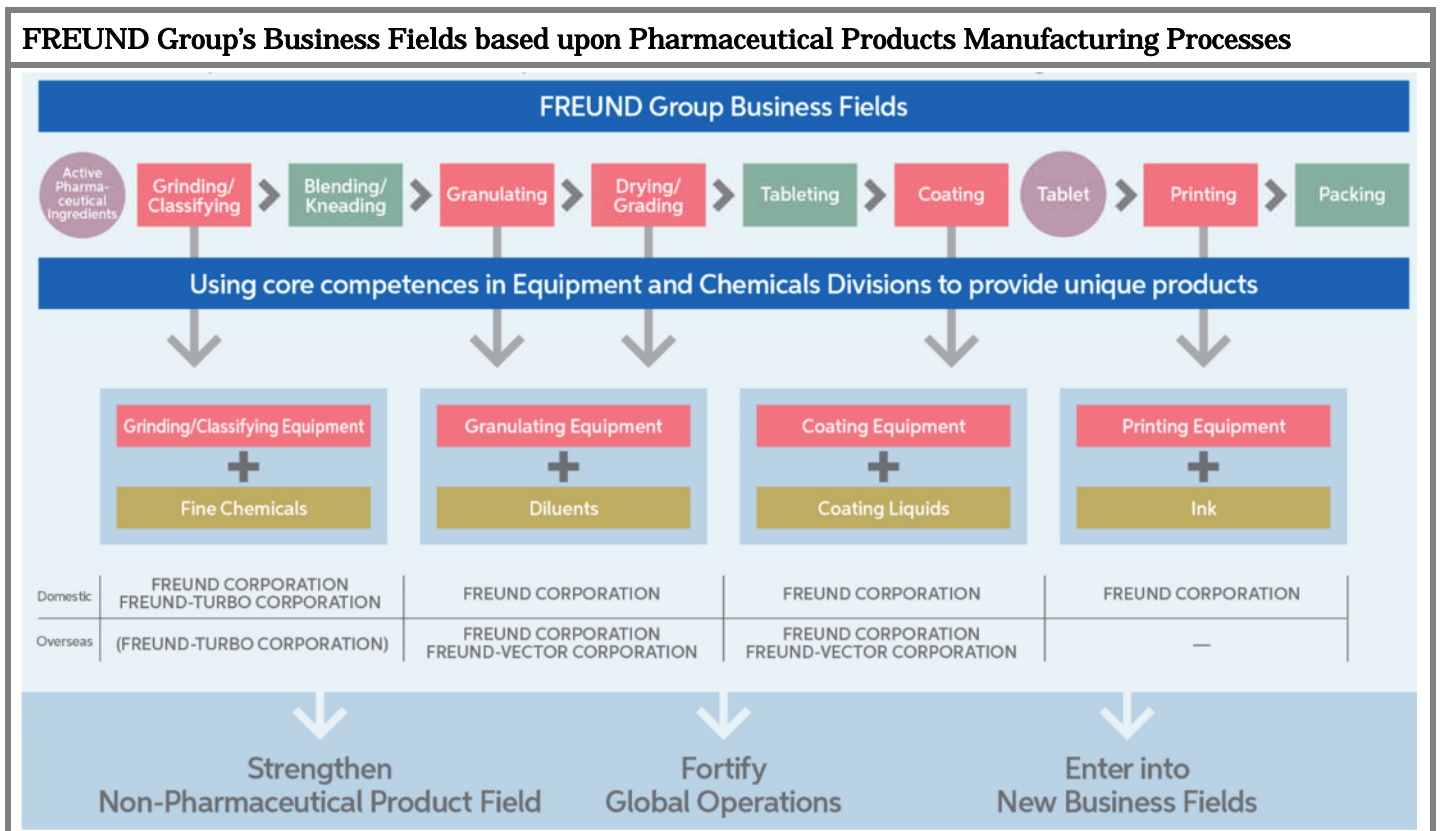 FREUND Group’s Business Fields based upon Pharmaceutical Products Manufacturing Processes
FREUND Group Business Fields
Active
Pharma-
ceutical
Ingredients
Grinding/
Classifying
Blending/
Kneading
Granulating
Drying/
Grading
Tableting
Coating
Tablet
Printing
Packing
Using core competences in Equipment and Chemicals Divisions to provide unique products
Grinding/Classifying Equipment
Fine Chemicals
Granulating Equipment
Diluents
Coating Equipment
Coating Liquids
Printing Equipment
Ink
Domestic
FREUND CORPORATION
FREUND-TURBO CORPORATION
FREUND CORPORATION
FREUND CORPORATION
FREUND CORPORATION
Overseas
(FREUND-TURBO CORPORATION)
FREUND CORPORATION
FREUND-VECTOR CORPORATION
FREUND CORPORATION
FREUND-VECTOR CORPORATION
—
Strengthen
Non-Pharmaceutical Product Field
Fortify
Global Operations
Enter into
New Business Fields